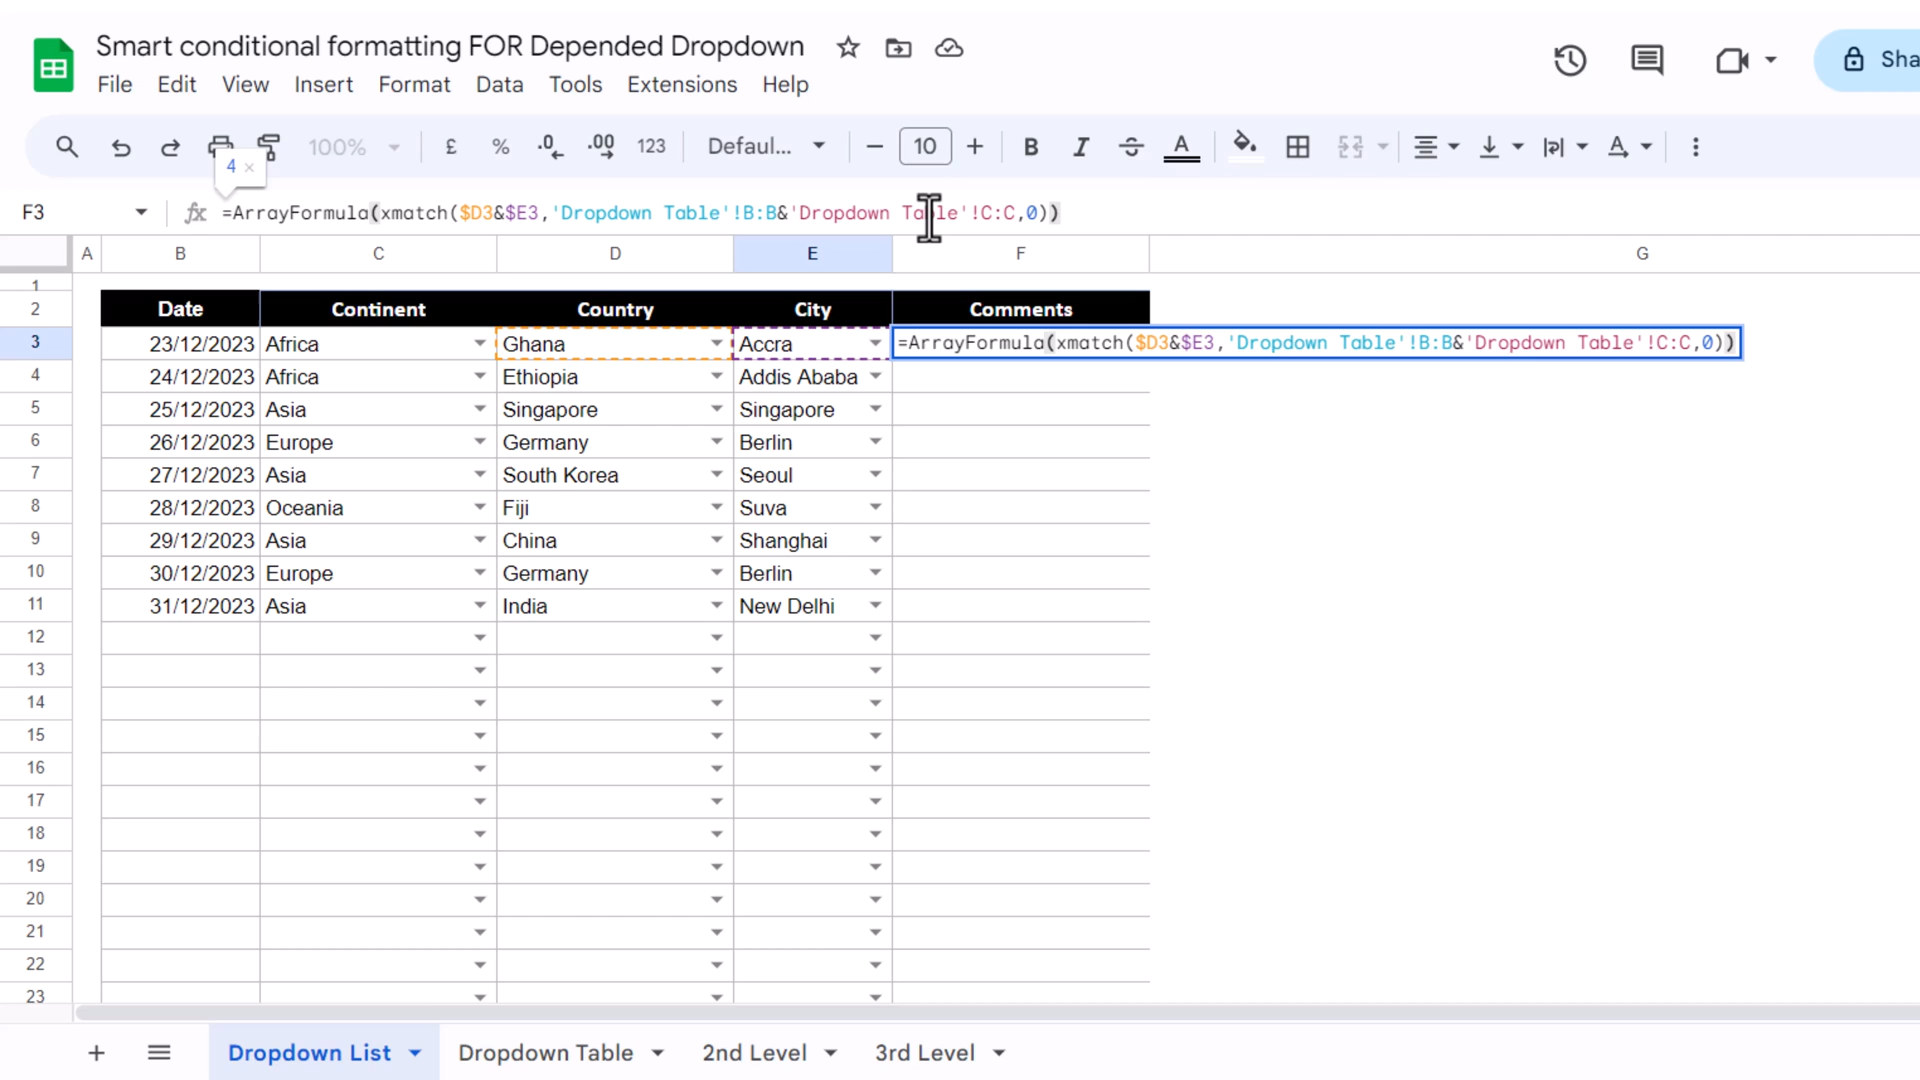 Smart conditional formatting FOR Depended Dropdown
File Edit View Insert Format Data Tools Extensions Help
100% £ % .0 .00 123 Defaul... 10 B I S A A
4 ×
F3 fx =ArrayFormula(xmatch($D3&$E3,'Dropdown Table'!B:B&'Dropdown Table'!C:C,0))
A B C D E F G
1
2 Date Continent Country City Comments
3 23/12/2023 Africa Ghana Accra =ArrayFormula(xmatch($D3&$E3,'Dropdown Table'!B:B&'Dropdown Table'!C:C,0))
4 24/12/2023 Africa Ethiopia Addis Ababa
5 25/12/2023 Asia Singapore Singapore
6 26/12/2023 Europe Germany Berlin
7 27/12/2023 Asia South Korea Seoul
8 28/12/2023 Oceania Fiji Suva
9 29/12/2023 Asia China Shanghai
10 30/12/2023 Europe Germany Berlin
11 31/12/2023 Asia India New Delhi
12
13
14
15
16
17
18
19
20
21
22
23
+ Dropdown List Dropdown Table 2nd Level 3rd Level